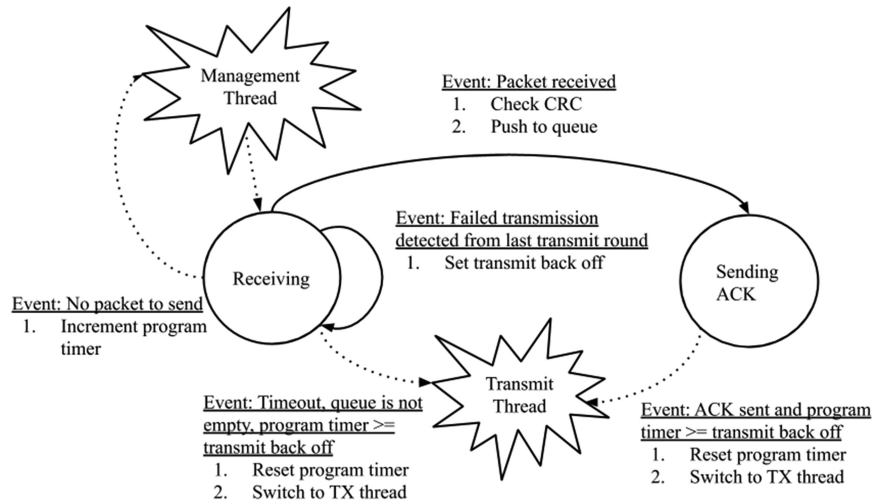 Management
Thread
Event: Packet received
1. Check CRC
2. Push to queue
Event: Failed transmission
detected from last transmit round
1. Set transmit back off
Receiving
Sending
ACK
Event: No packet to send
1. Increment program
timer
Transmit
Thread
Event: Timeout, queue is not
empty, program timer >=
transmit back off
1. Reset program timer
2. Switch to TX thread
Event: ACK sent and program
timer >= transmit back off
1. Reset program timer
2. Switch to TX thread